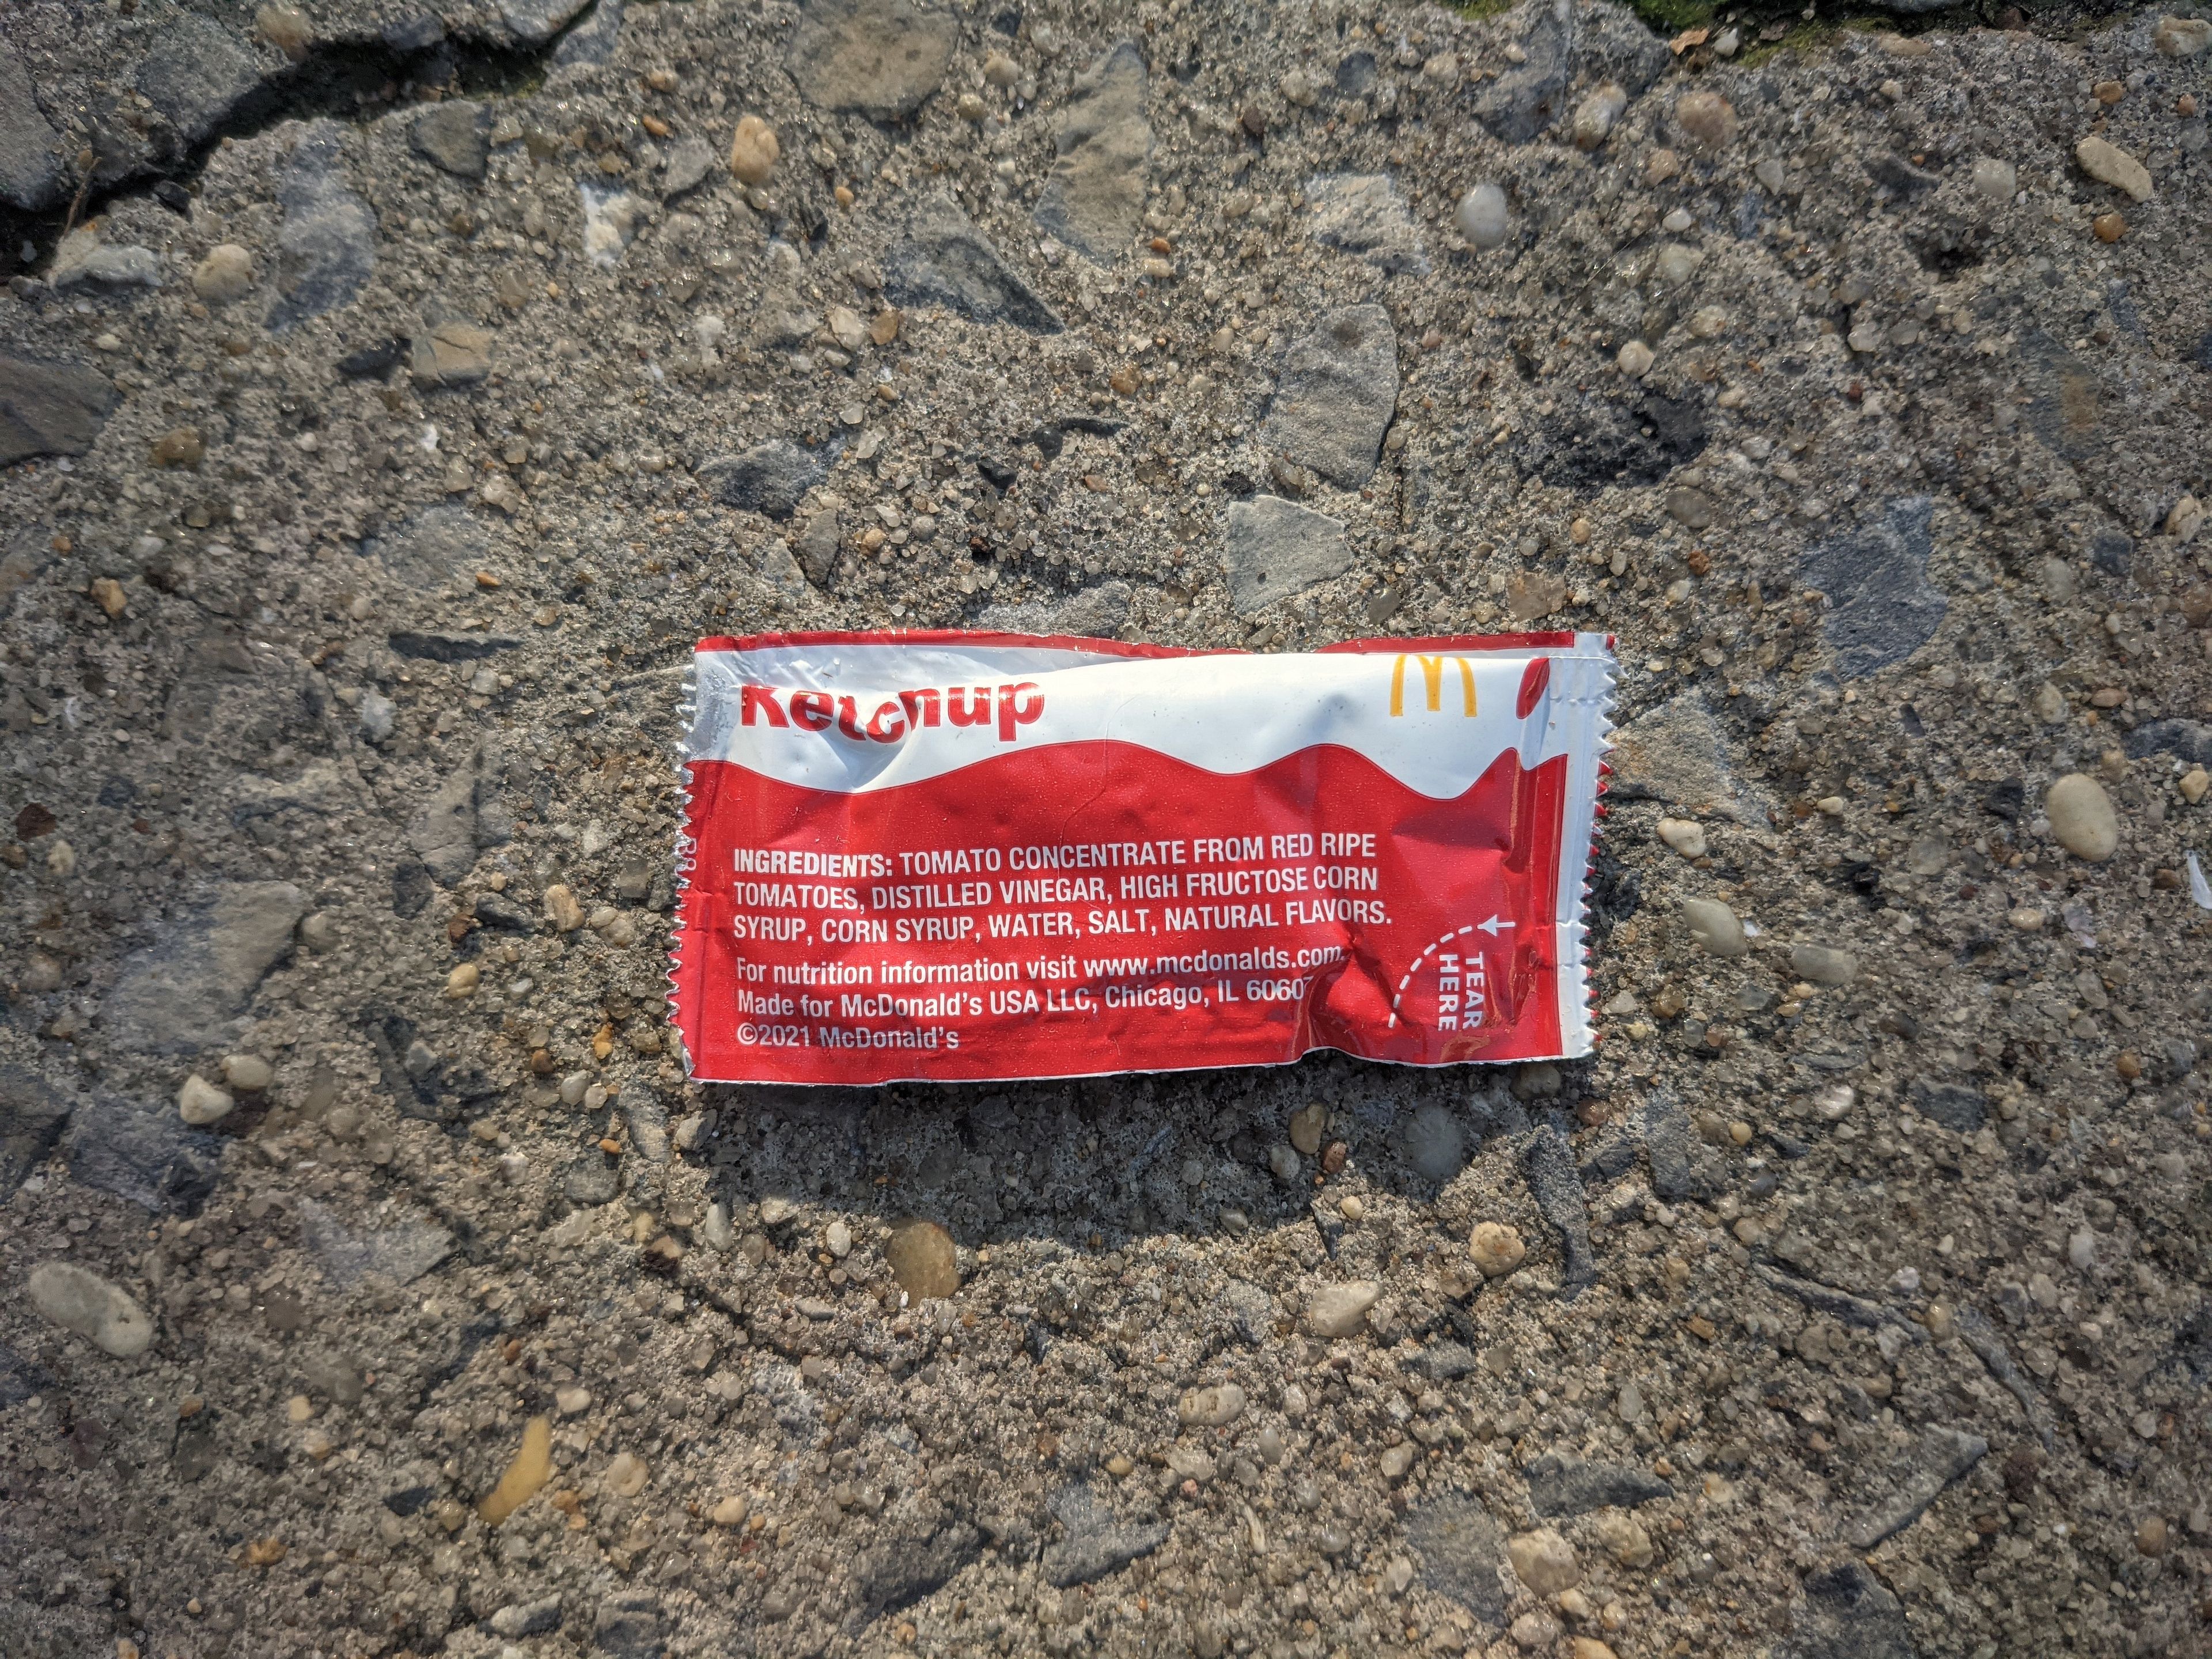 Ketchup
INGREDIENTS: TOMATO CONCENTRATE FROM RED RIPE
TOMATOES, DISTILLED VINEGAR, HIGH FRUCTOSE CORN
SYRUP, CORN SYRUP, WATER, SALT, NATURAL FLAVORS.
For nutrition information visit www.mcdonalds.com.
Made for McDonald's USA LLC, Chicago, IL 60607
©2021 McDonald's
TEAR
HERE